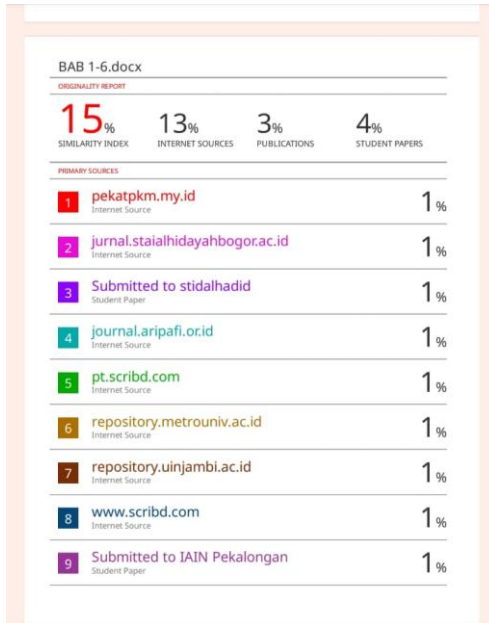 BAB 1-6.docx
ORIGINALITY REPORT
15% 13% 3% 4%
SIMILARITY INDEX INTERNET SOURCES PUBLICATIONS STUDENT PAPERS
PRIMARY SOURCES
1 pekatpkm.my.id 1%
Internet Source
2 jurnal.staialhidayahbogor.ac.id 1%
Internet Source
3 Submitted to stidalhadid 1%
Student Paper
4 journal.aripafi.or.id 1%
Internet Source
5 pt.scribd.com 1%
Internet Source
6 repository.metrouniv.ac.id 1%
Internet Source
7 repository.uinjambi.ac.id 1%
Internet Source
8 www.scribd.com 1%
Internet Source
9 Submitted to IAIN Pekalongan 1%
Student Paper